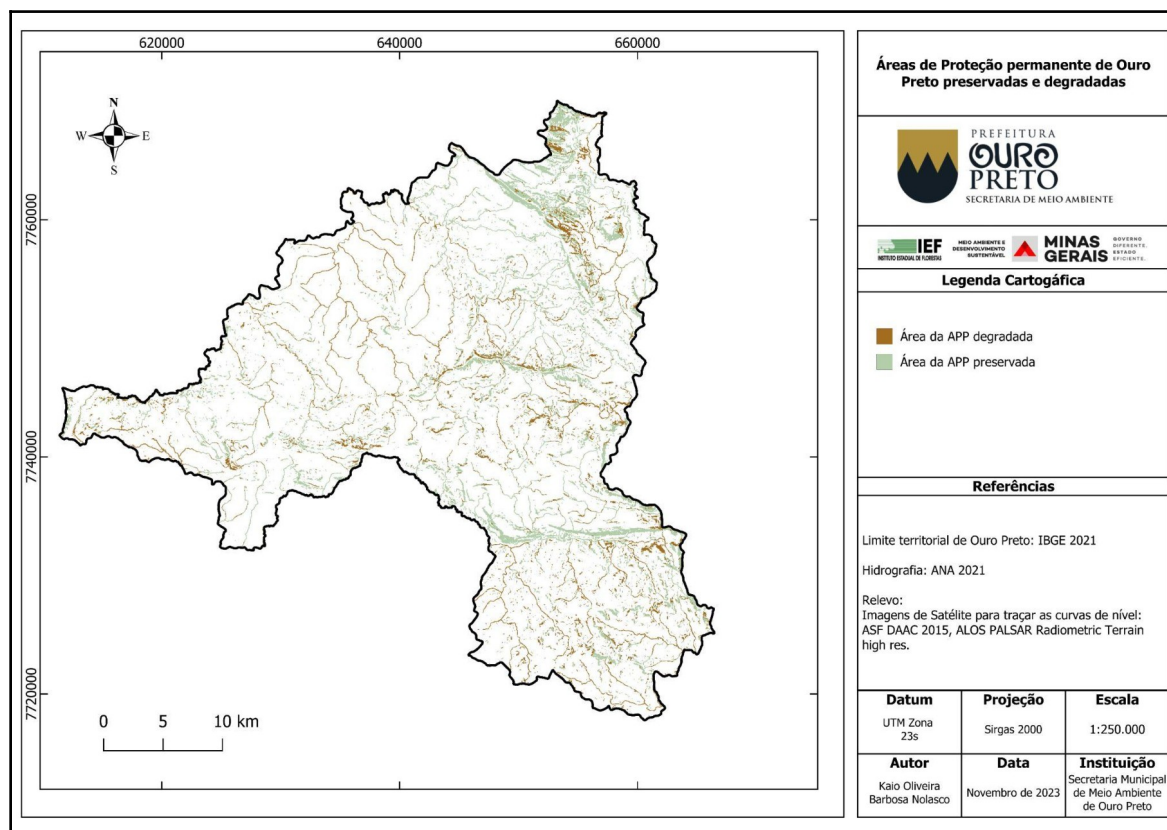 620000
640000
660000
N
W
E
S
7760000
7740000
7720000
0 5 10 km
Áreas de Proteção permanente de Ouro
Preto preservadas e degradadas
PREFEITURA
OURO
PRETO
SECRETARIA DE MEIO AMBIENTE
IEF
INSTITUTO ESTADUAL DE FLORESTAS
MEIO AMBIENTE E
DESENVOLVIMENTO
SUSTENTÁVEL
MINAS
GERAIS
GOVERNO
DIFERENTE.
ESTADO
EFICIENTE.
Legenda Cartogáfica
Área da APP degradada
Área da APP preservada
Referências
Limite territorial de Ouro Preto: IBGE 2021
Hidrografia: ANA 2021
Relevo:
Imagens de Satélite para traçar as curvas de nível:
ASF DAAC 2015, ALOS PALSAR Radiometric Terrain
high res.
Datum
UTM Zona
23s
Projeção
Sirgas 2000
Escala
1:250.000
Autor
Kaio Oliveira
Barbosa Nolasco
Data
Novembro de 2023
Instituição
Secretaria Municipal
de Meio Ambiente
de Ouro Preto